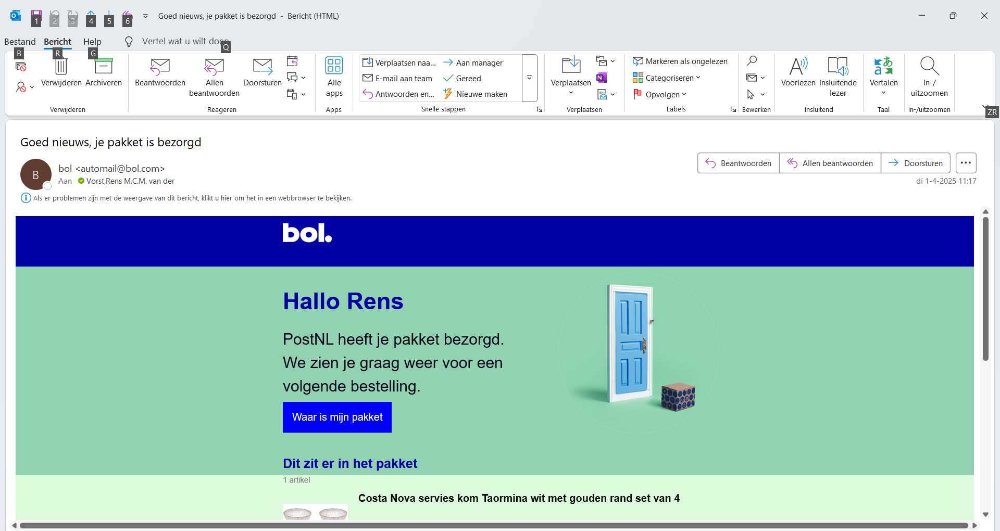 1 2 3 4 5 6 Goed nieuws, je pakket is bezorgd - Bericht (HTML)
Bestand Bericht Help Vertel wat u wilt doen
B R G Q
Verwijderen Archiveren
Verwijderen
Beantwoorden Allen beantwoorden Doorsturen
Reageren
Alle apps
Apps
Verplaatsen naa... Aan manager
E-mail aan team Gereed
Antwoorden en... Nieuwe maken
Snelle stappen
Verplaatsen
Verplaatsen
Markeren als ongelezen
Categoriseren
Opvolgen
Labels
Bewerken
Voorlezen Insluitende lezer
Insluitend
Vertalen
Taal
In-/ uitzoomen
In-/uitzoomen
ZR
Goed nieuws, je pakket is bezorgd
B
bol <automail@bol.com>
Aan Vorst,Rens M.C.M. van der
Beantwoorden Allen beantwoorden Doorsturen
di 1-4-2025 11:17
Als er problemen zijn met de weergave van dit bericht, klikt u hier om het in een webbrowser te bekijken.
bol.
Hallo Rens
PostNL heeft je pakket bezorgd.
We zien je graag weer voor een
volgende bestelling.
Waar is mijn pakket
Dit zit er in het pakket
1 artikel
Costa Nova servies kom Taormina wit met gouden rand set van 4